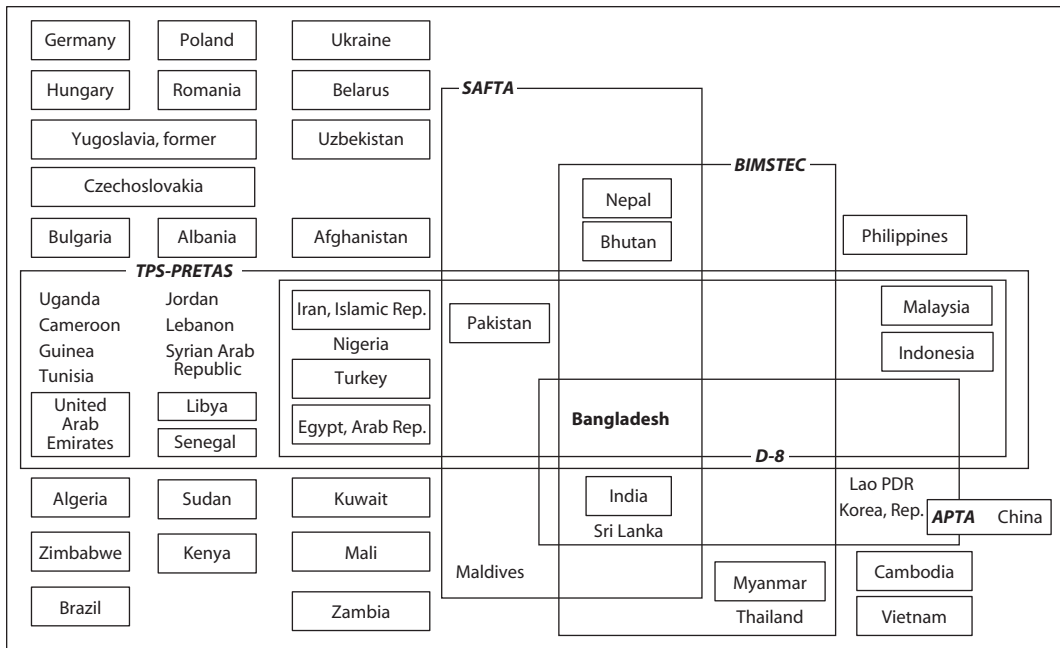 Germany
Poland
Ukraine
Hungary
Romania
Belarus
SAFTA
Yugoslavia, former
Uzbekistan
Czechoslovakia
BIMSTEC
Nepal
Bulgaria
Albania
Afghanistan
Bhutan
Philippines
TPS-PRETAS
Uganda
Cameroon
Guinea
Tunisia
Jordan
Lebanon
Syrian Arab
Republic
United
Arab
Emirates
Libya
Senegal
Iran, Islamic Rep.
Nigeria
Turkey
Egypt, Arab Rep.
Pakistan
Malaysia
Indonesia
Bangladesh
D-8
Algeria
Sudan
Kuwait
India
Sri Lanka
Lao PDR
Korea, Rep.
APTA
China
Zimbabwe
Kenya
Mali
Maldives
Myanmar
Thailand
Cambodia
Vietnam
Brazil
Zambia